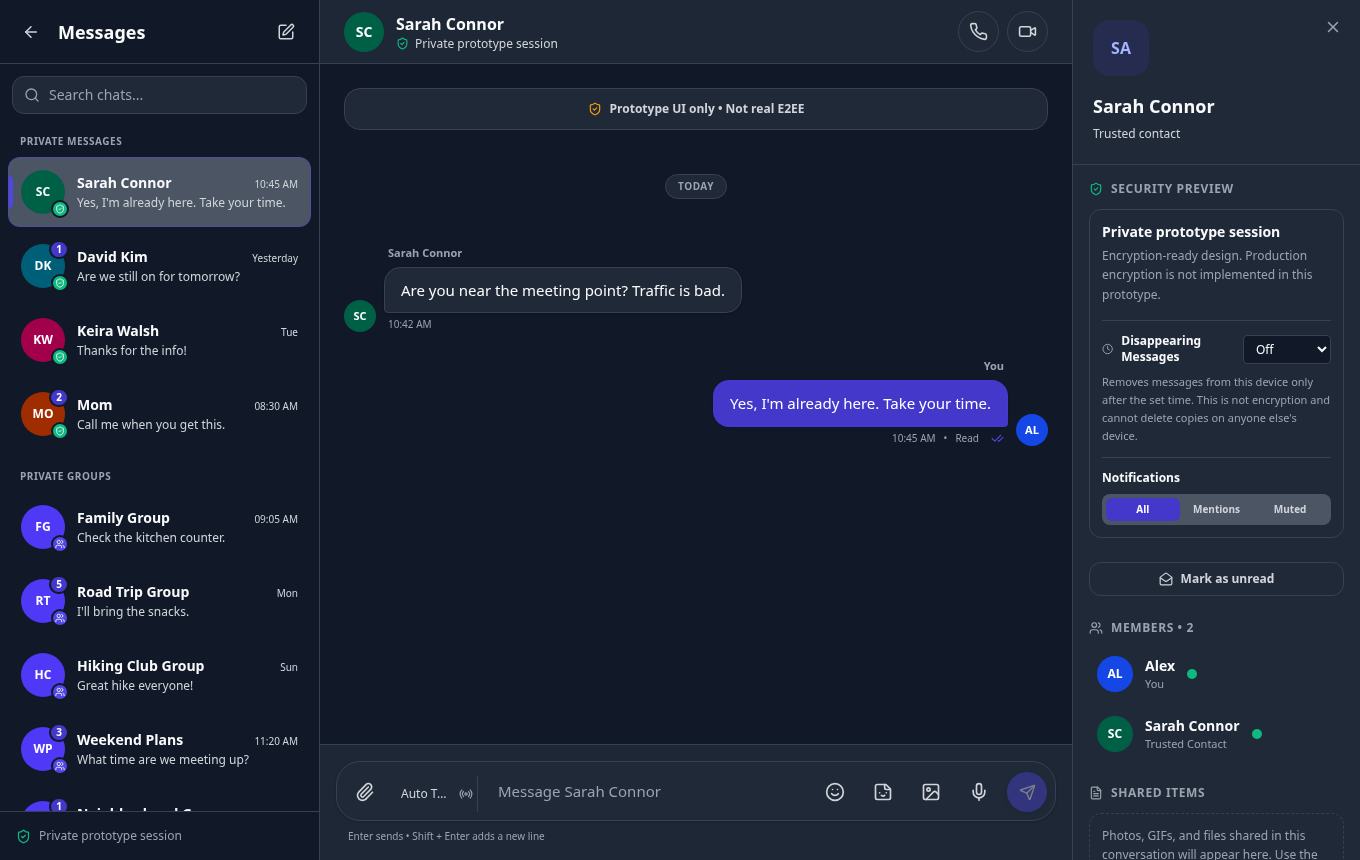 Messages
Search chats...
PRIVATE MESSAGES
SC
Sarah Connor
10:45 AM
Yes, I'm already here. Take your time.
1
DK
David Kim
Yesterday
Are we still on for tomorrow?
KW
Keira Walsh
Tue
Thanks for the info!
2
MO
Mom
08:30 AM
Call me when you get this.
PRIVATE GROUPS
FG
Family Group
09:05 AM
Check the kitchen counter.
5
RT
Road Trip Group
Mon
I'll bring the snacks.
HC
Hiking Club Group
Sun
Great hike everyone!
3
WP
Weekend Plans
11:20 AM
What time are we meeting up?
1
Private prototype session
SC
Sarah Connor
Private prototype session
Prototype UI only • Not real E2EE
TODAY
Sarah Connor
Are you near the meeting point? Traffic is bad.
SC
10:42 AM
You
Yes, I'm already here. Take your time.
AL
10:45 AM • Read
Auto T...
Message Sarah Connor
Enter sends • Shift + Enter adds a new line
SA
Sarah Connor
Trusted contact
SECURITY PREVIEW
Private prototype session
Encryption-ready design. Production
encryption is not implemented in this
prototype.
Disappearing
Messages
Off
Removes messages from this device only
after the set time. This is not encryption and
cannot delete copies on anyone else's
device.
Notifications
All
Mentions
Muted
Mark as unread
MEMBERS • 2
AL
Alex
You
SC
Sarah Connor
Trusted Contact
SHARED ITEMS
Photos, GIFs, and files shared in this
conversation will appear here. Use the